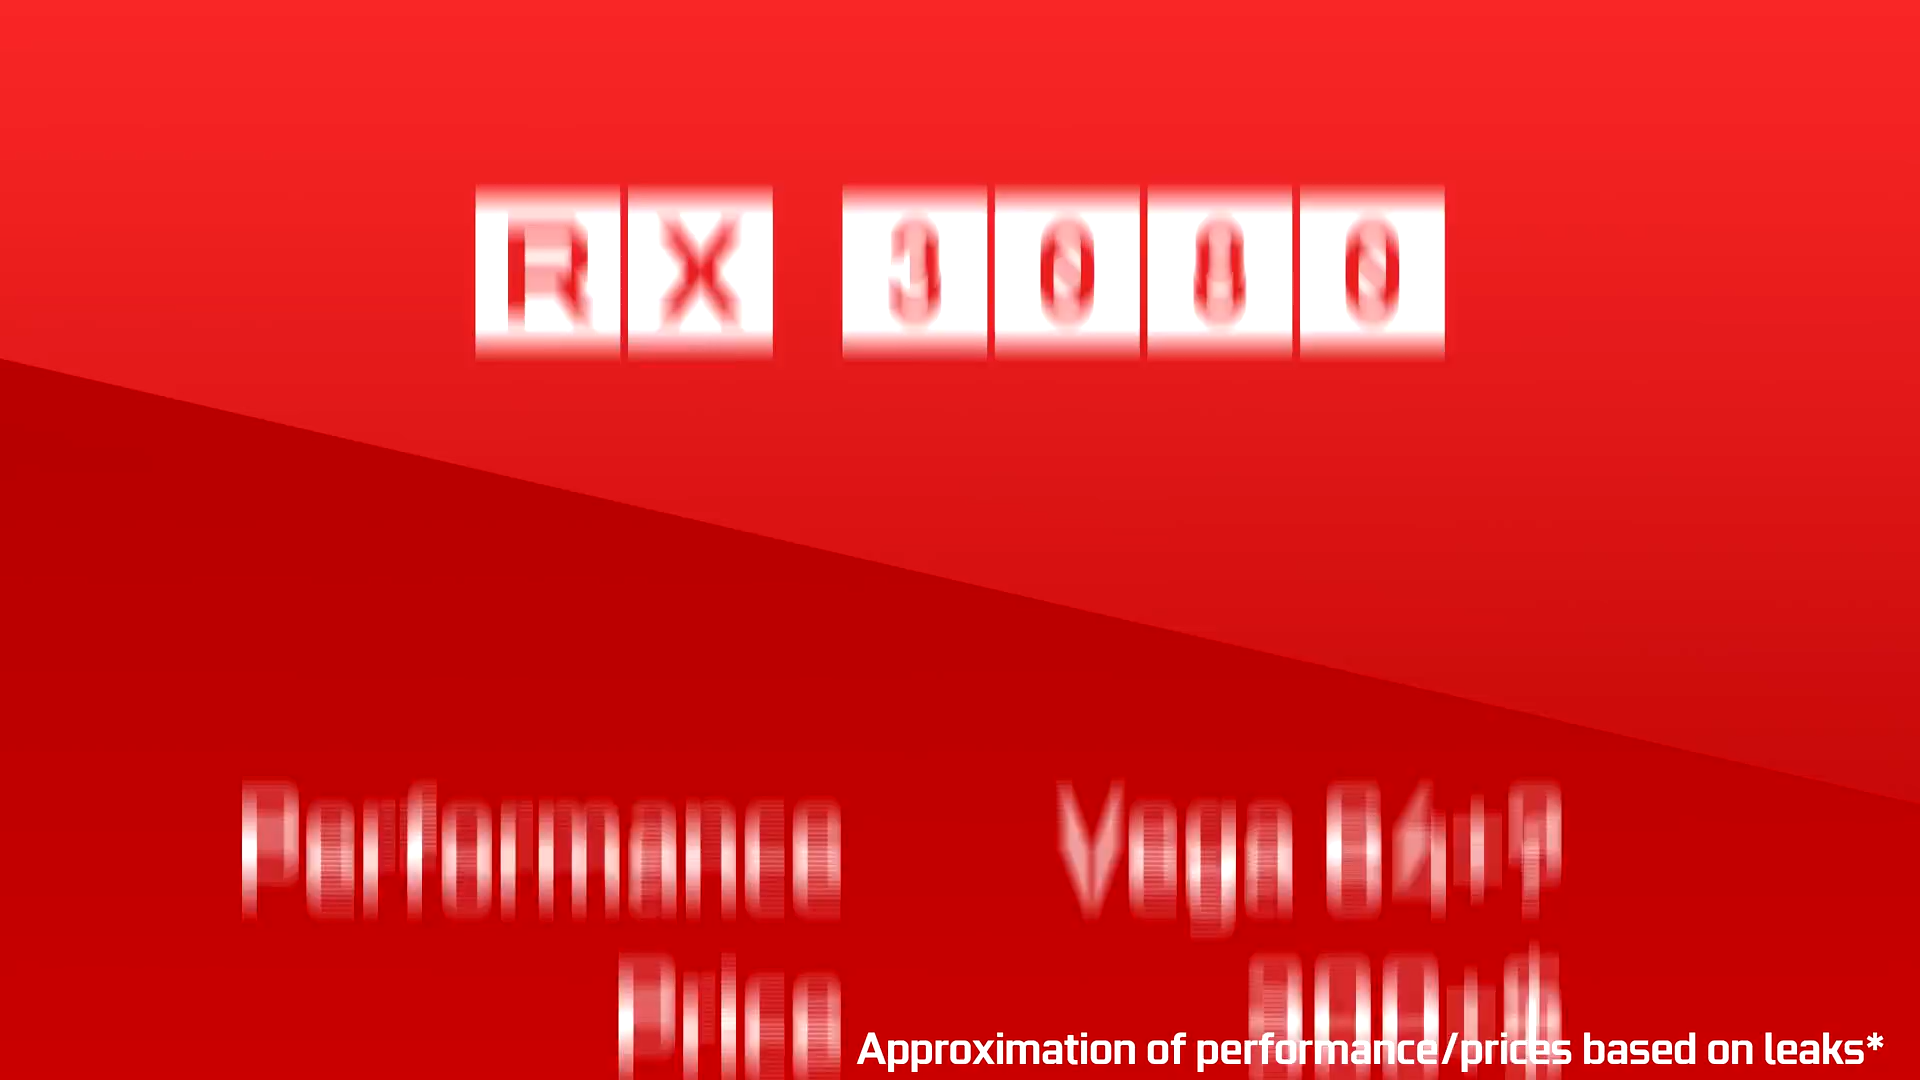 RX 3080
Performance
Vega 64+?
Price
Approximation of performance/prices based on leaks*